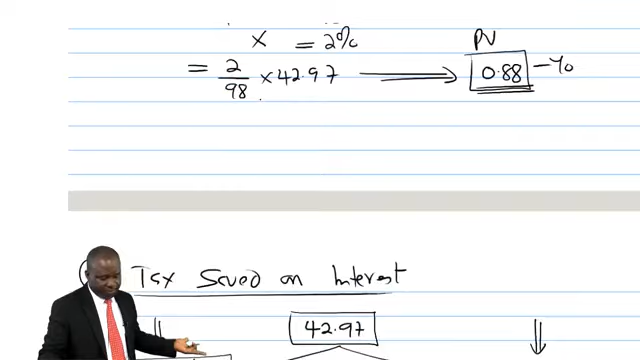 x = 2%
PV
= 2/98 x 42.97 → 0.88 - Y0
Tax Saved on Interest
42.97